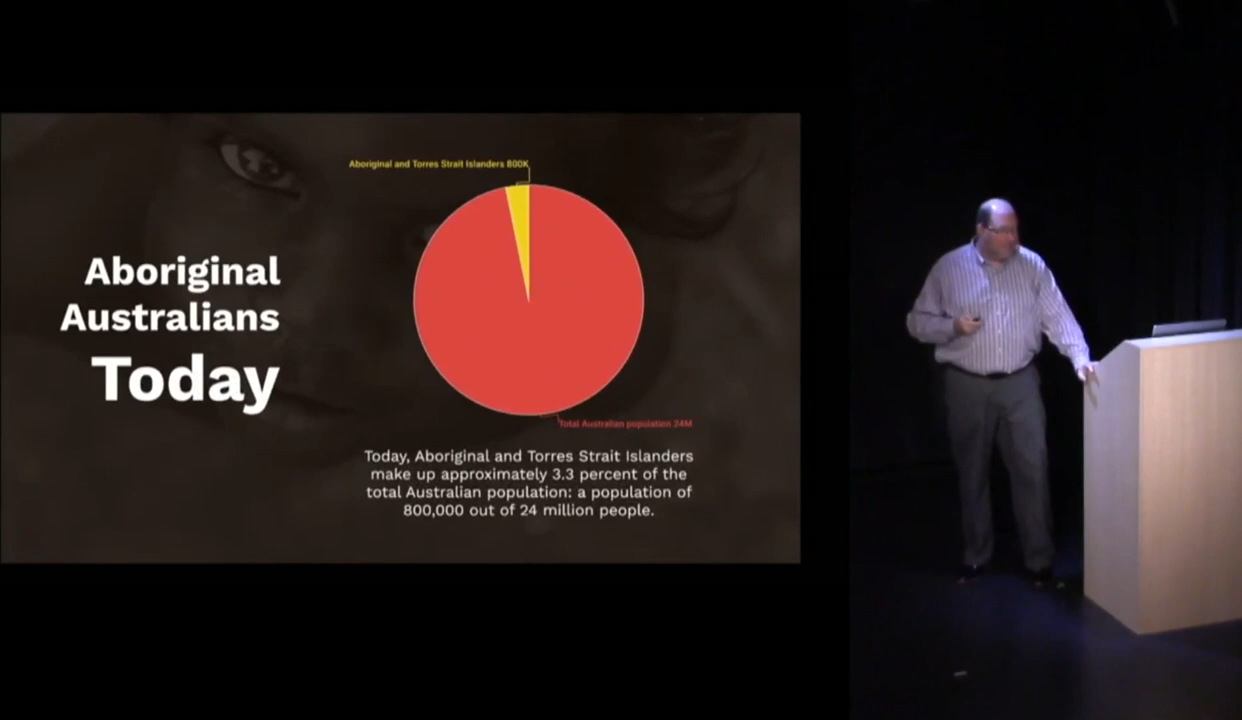 Aboriginal
Australians
Today
Aboriginal and Torres Strait Islanders 800K
Total Australian population 24M
Today, Aboriginal and Torres Strait Islanders
make up approximately 3.3 percent of the
total Australian population: a population of
800,000 out of 24 million people.